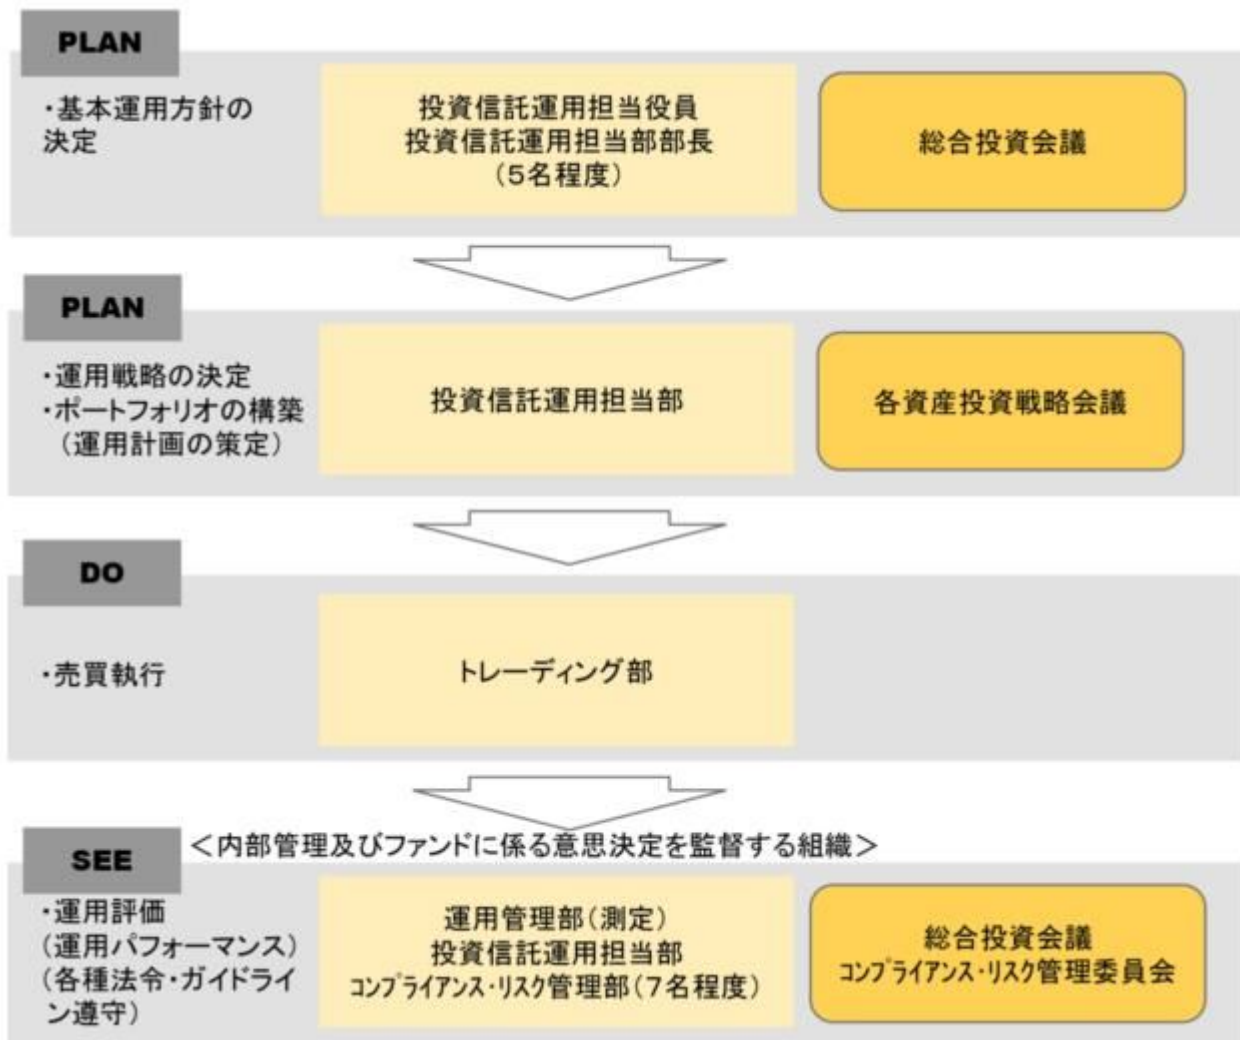 PLAN
・基本運用方針の
決定
投資信託運用担当役員
投資信託運用担当部部長
（5名程度）
総合投資会議
PLAN
・運用戦略の決定
・ポートフォリオの構築
（運用計画の策定）
投資信託運用担当部
各資産投資戦略会議
DO
・売買執行
トレーディング部
＜内部管理及びファンドに係る意思決定を監督する組織＞
SEE
・運用評価
(運用パフォーマンス)
(各種法令・ガイドライ
ン遵守)
運用管理部(測定)
投資信託運用担当部
ｺﾝﾌﾟﾗｲｱﾝｽ･ﾘｽｸ管理部(7名程度)
総合投資会議
ｺﾝﾌﾟﾗｲｱﾝｽ･ﾘｽｸ管理委員会